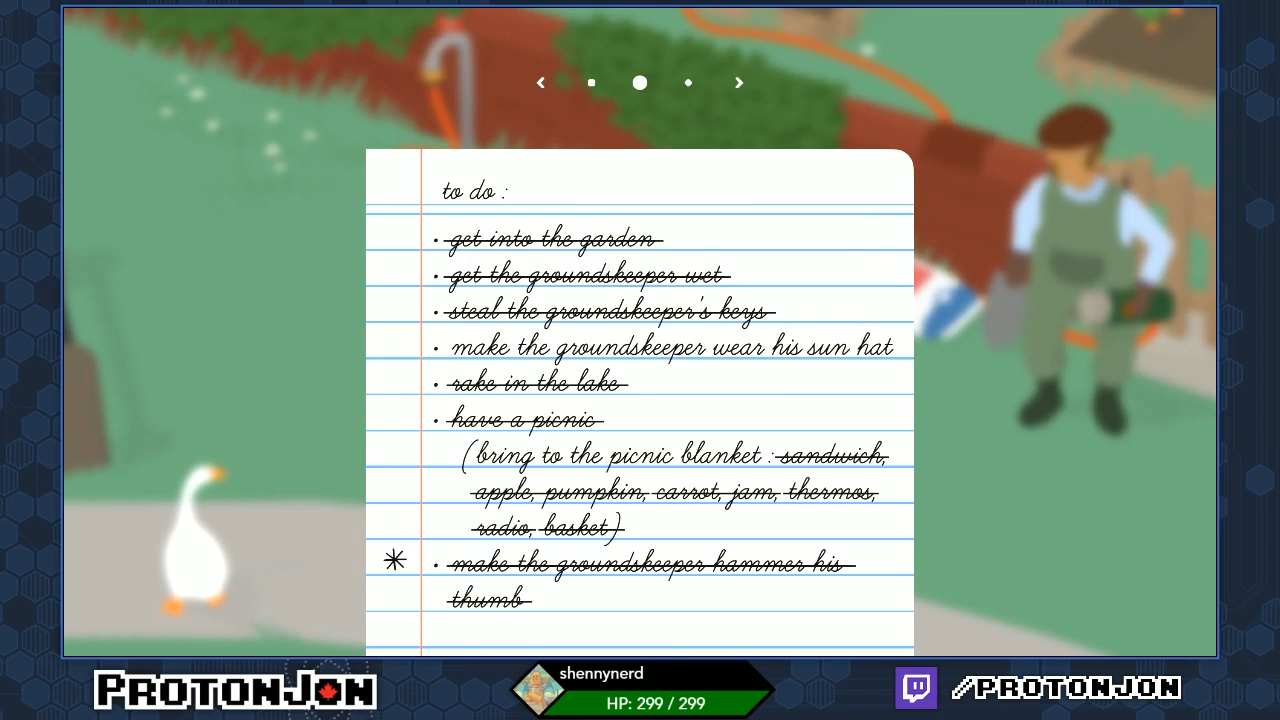 to do :
• get into the garden
• get the groundskeeper wet
• steal the groundskeeper's keys
• make the groundskeeper wear his sun hat
• rake in the lake
• have a picnic
(bring to the picnic blanket : sandwich,
apple, pumpkin, carrot, jam, thermos,
radio, basket)
• make the groundskeeper hammer his
thumb
PROTONJON
shennynerd
HP: 299 / 299
/PROTONJON